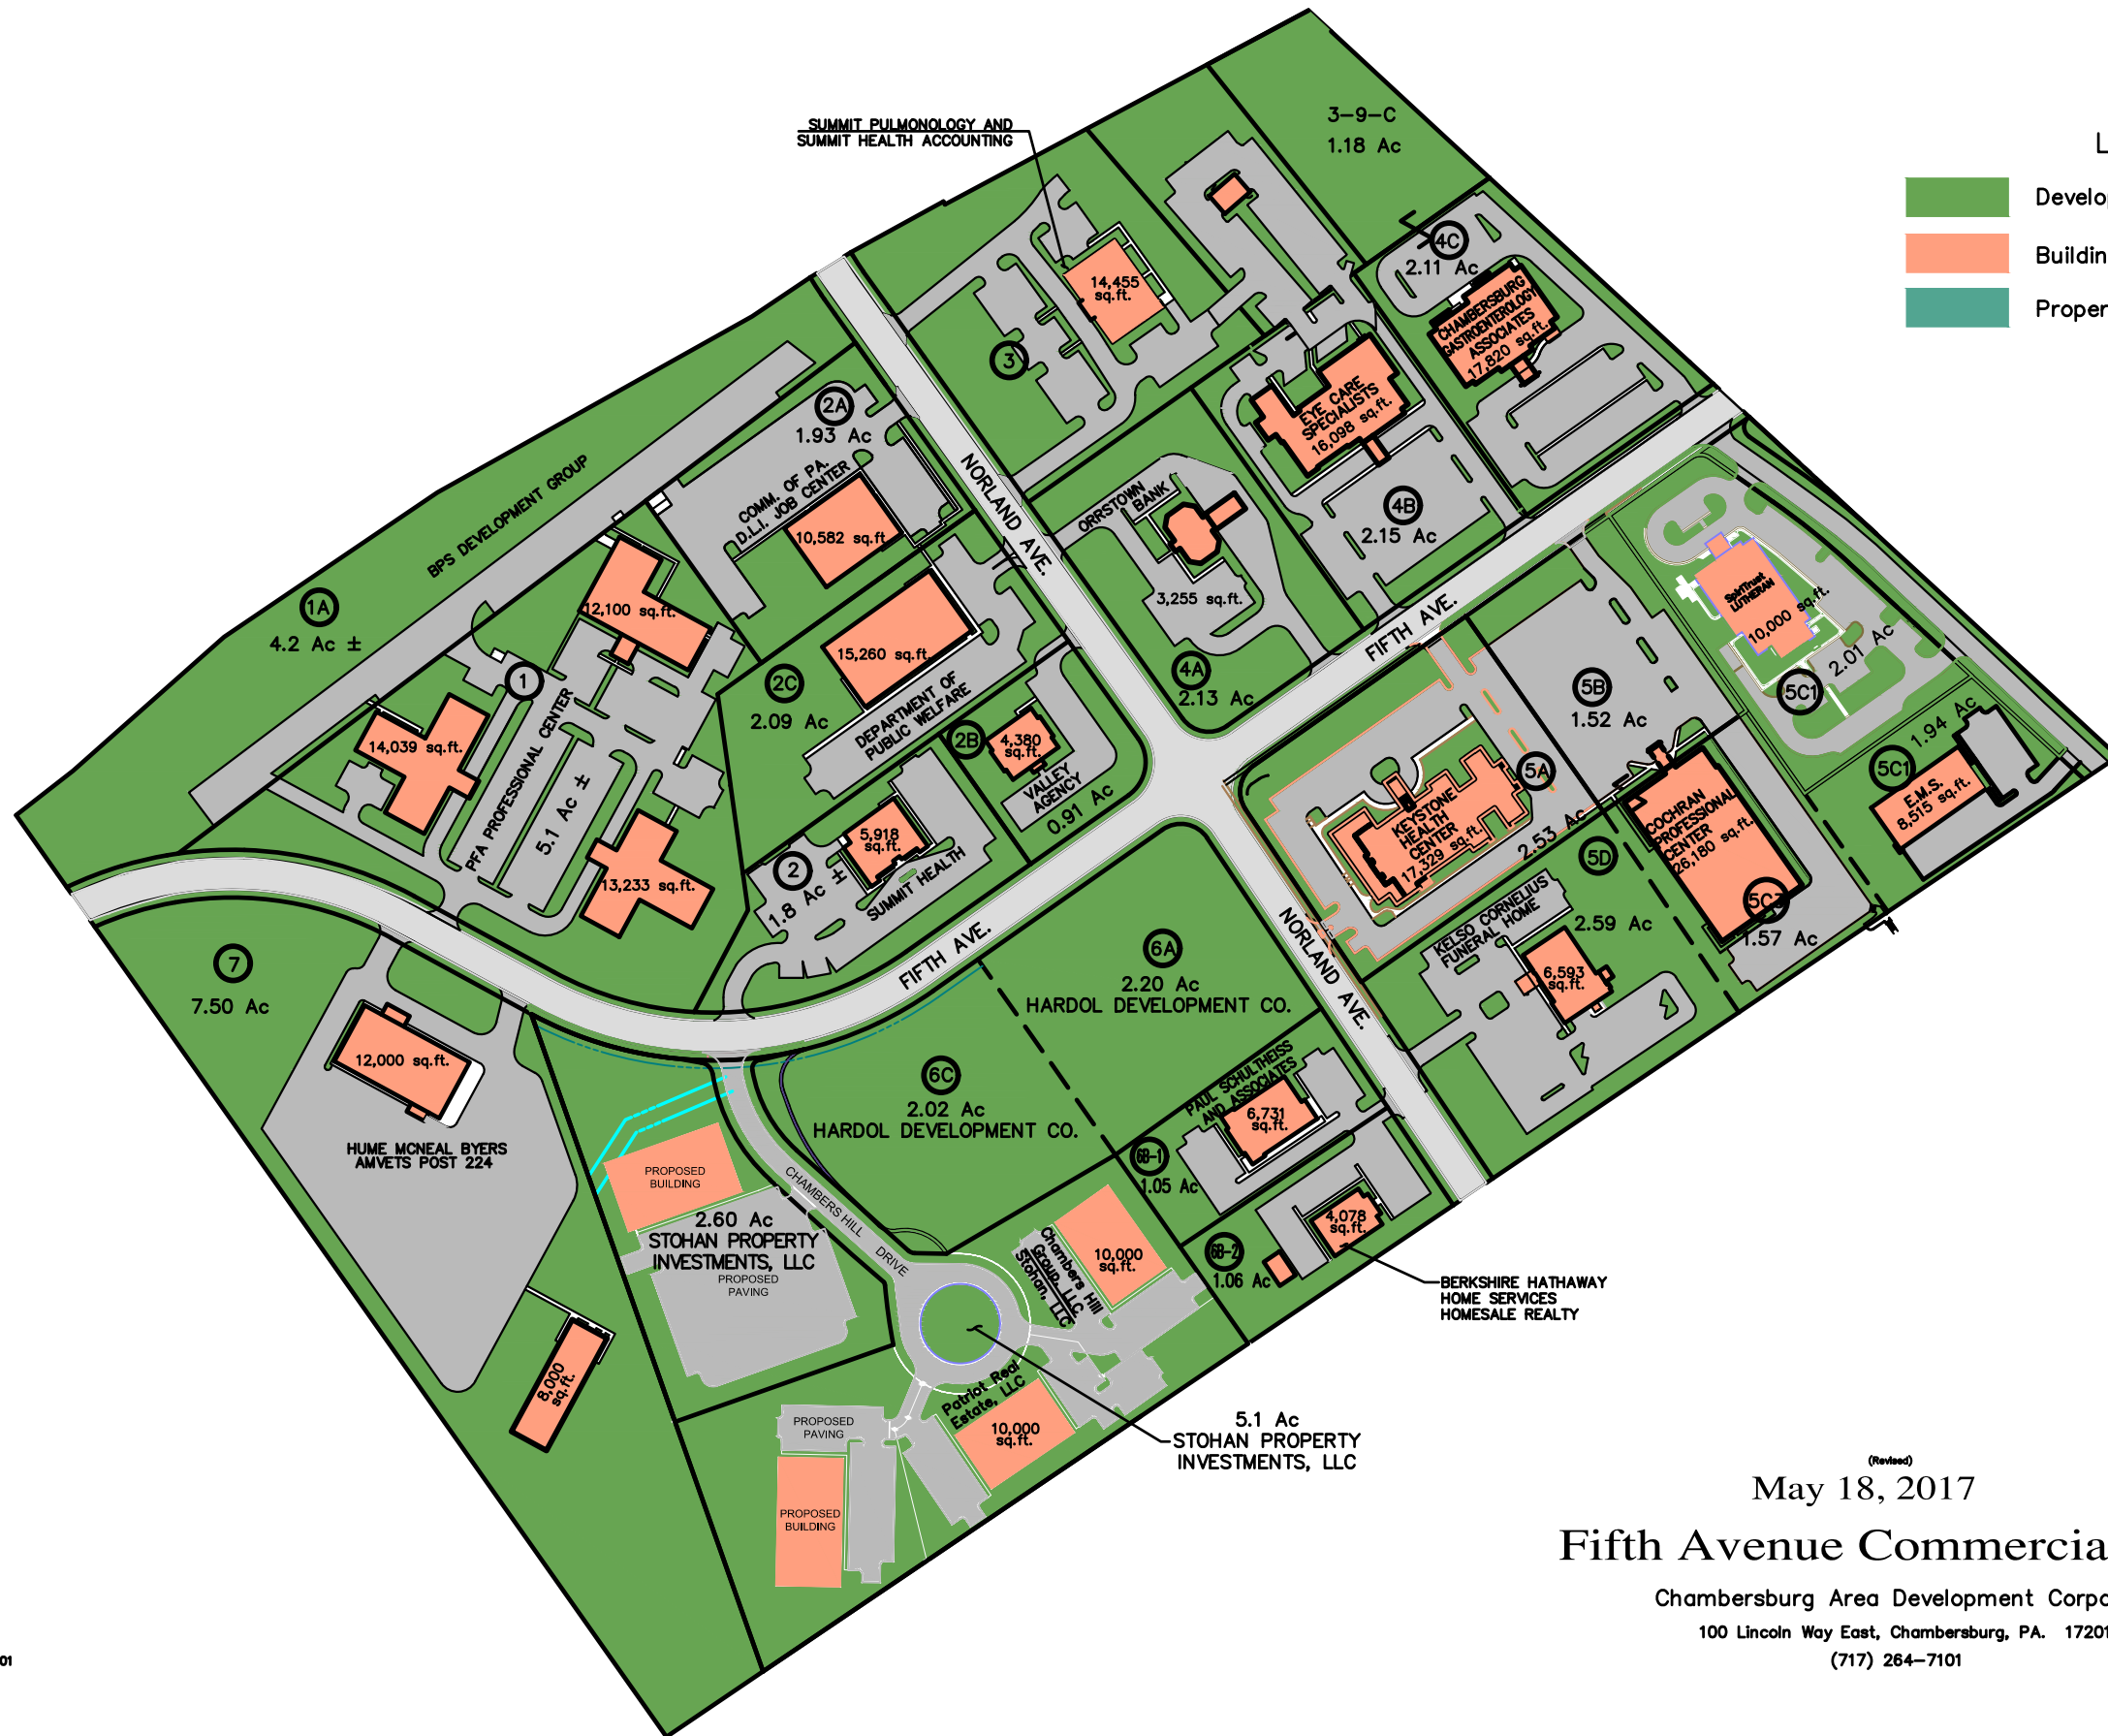 SUMMIT PULMONOLOGY AND
SUMMIT HEALTH ACCOUNTING
3-9-C
1.18 Ac
L
Develo
Buildin
Proper
14,455
sq.ft.
3
4C
2.11 Ac
CHAMBERSBURG
GASTROENTEROLOGY
ASSOCIATES
17,820 sq.ft.
EYE CARE
SPECIALISTS
16,098 sq.ft.
4B
2.15 Ac
2A
1.93 Ac
COMM. OF PA.
D.L.I. JOB CENTER
10,582 sq.ft
NORLAND AVE.
ORRSTOWN
BANK
3,255 sq.ft.
4A
2.13 Ac
FIFTH AVE.
BPS DEVELOPMENT GROUP
1A
4.2 Ac ±
12,100 sq.ft.
1
14,039 sq.ft.
PFA PROFESSIONAL CENTER
5.1 Ac ±
13,233 sq.ft.
15,260 sq.ft.
2C
2.09 Ac
DEPARTMENT OF
PUBLIC WELFARE
2B
4,380
sq.ft.
VALLEY
AGENCY
0.91 Ac
5,918
sq.ft.
2
1.8 Ac ±
SUMMIT HEALTH
FIFTH AVE.
SpiriTrust
LUTHERAN
10,000 sq.ft.
2.01 Ac
5C1
5B
1.52 Ac
5A
KEYSTONE
HEALTH
CENTER
17,329 sq.ft.
2.53 Ac
5C1
1.94 Ac
E.M.S.
8,515 sq.ft.
COCHRAN
PROFESSIONAL
CENTER
26,180 sq.ft.
1.57 Ac
5D
2.59 Ac
KELSO CORNELIUS
FUNERAL HOME
6,593
sq.ft.
NORLAND AVE.
7
7.50 Ac
12,000 sq.ft.
HUME MCNEAL BYERS
AMVETS POST 224
8,000
sq.ft.
6A
2.20 Ac
HARDOL DEVELOPMENT CO.
6C
2.02 Ac
HARDOL DEVELOPMENT CO.
PAUL SCHULTHEISS
AND ASSOCIATES
6,731
sq.ft.
6B-1
1.05 Ac
4,078
sq.ft.
6B-2
1.06 Ac
BERKSHIRE HATHAWAY
HOME SERVICES
HOMESALE REALTY
PROPOSED
BUILDING
2.60 Ac
STOHAN PROPERTY
INVESTMENTS, LLC
PROPOSED
PAVING
CHAMBERS HILL DRIVE
Chambers Hill
Group, LLC
Stohan, LLC
10,000
sq.ft.
Patriot Real
Estate, LLC
10,000
sq.ft.
PROPOSED
PAVING
PROPOSED
BUILDING
5.1 Ac
STOHAN PROPERTY
INVESTMENTS, LLC
(Revised)
May 18, 2017
Fifth Avenue Commercia
Chambersburg Area Development Corpo
100 Lincoln Way East, Chambersburg, PA. 17201
(717) 264-7101
01